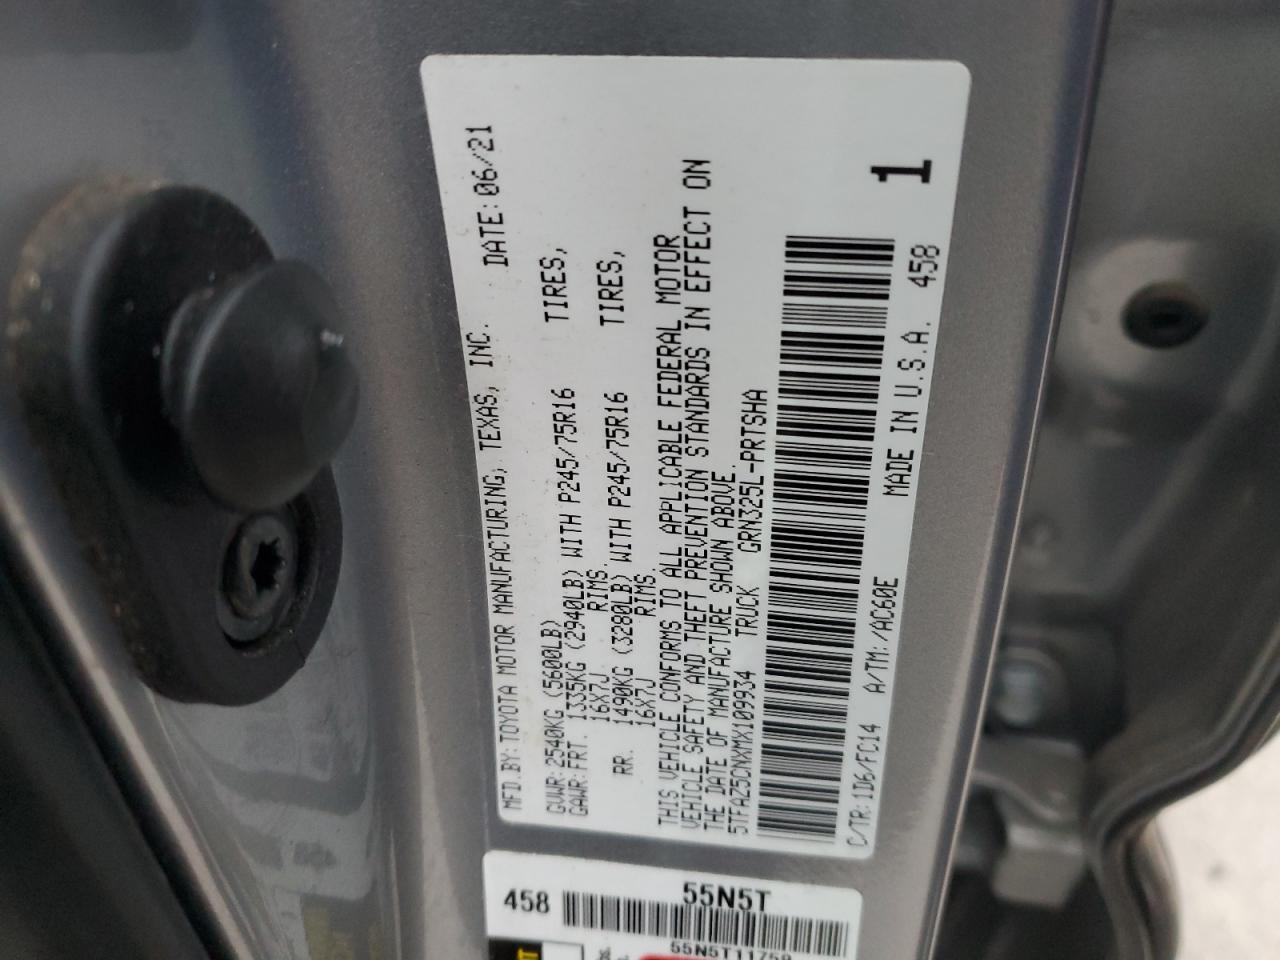 MFD.BY: TOYOTA MOTOR MANUFACTURING, TEXAS, INC. DATE: 06/21
GVWR: 2540KG (5600LB)
GAWR: FRT. 1335KG (2940LB) WITH P245/75R16 TIRES,
16X7J RIMS.
RR. 1490KG (3280LB) WITH P245/75R16 TIRES,
16X7J RIMS.
THIS VEHICLE CONFORMS TO ALL APPLICABLE FEDERAL MOTOR
VEHICLE SAFETY AND THEFT PREVENTION STANDARDS IN EFFECT ON
THE DATE OF MANUFACTURE SHOWN ABOVE.
5TFAZ5CNXMX109934 TRUCK GRN325L-PRTSHA
C/TR: 1D6/FC14 A/TM: /AC60E MADE IN U.S.A. 458
1
55N5T
458
55N5T11758